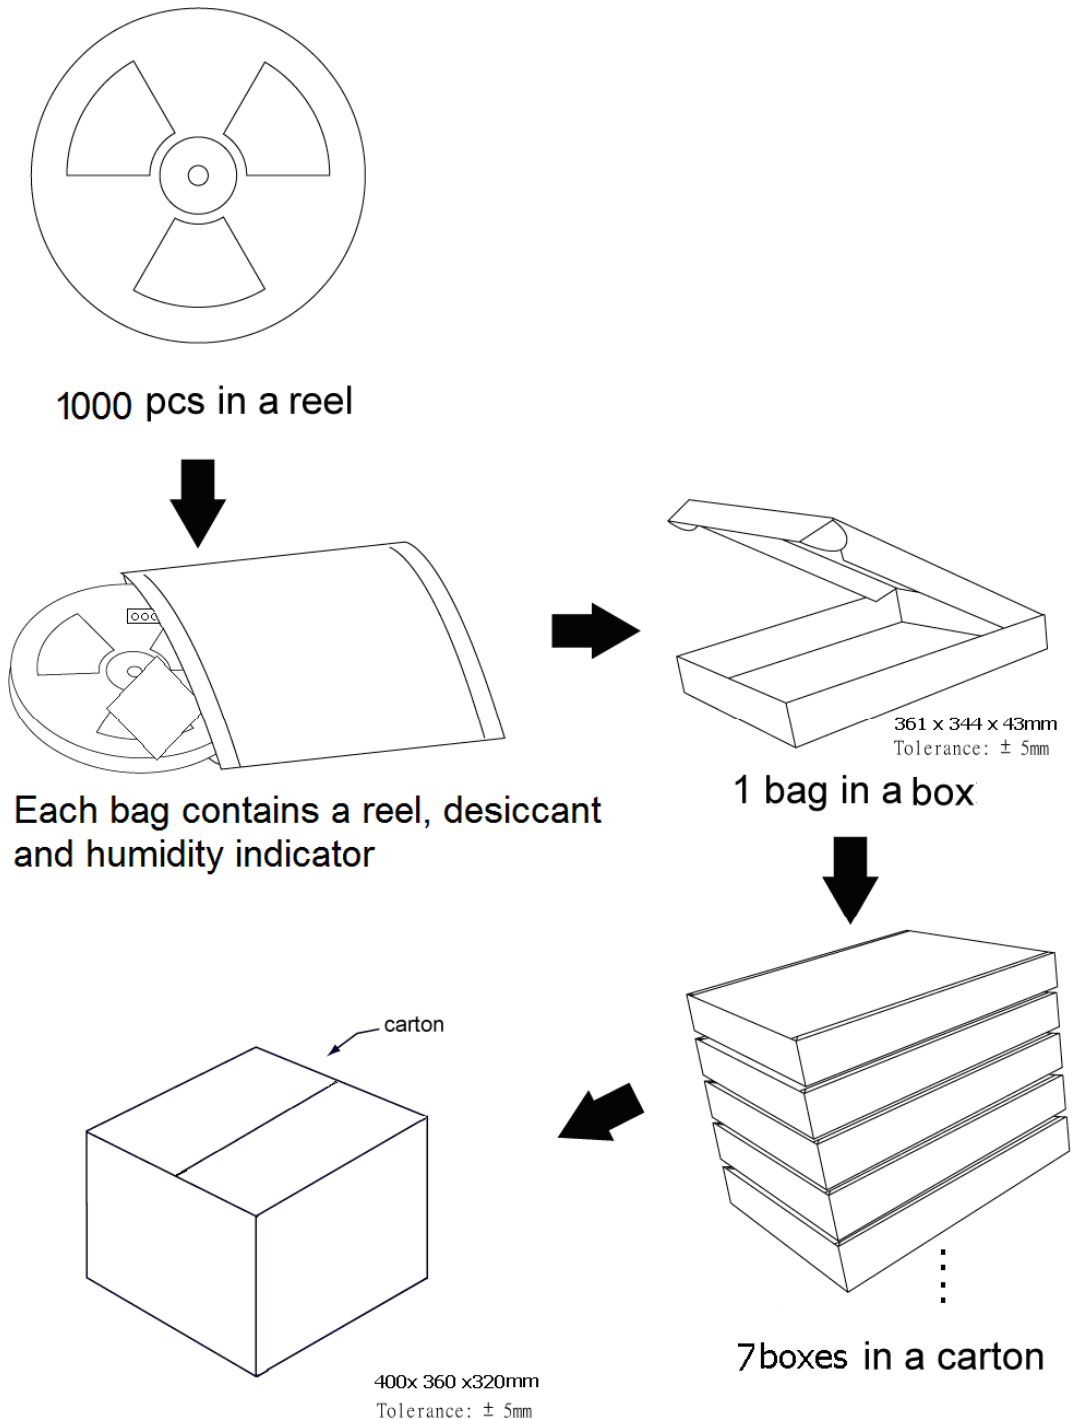 1000 pcs in a reel
Each bag contains a reel, desiccant
and humidity indicator
361 x 344 x 43mm
Tolerance: ± 5mm
1 bag in a box
carton
7boxes in a carton
400x 360 x320mm
Tolerance: ± 5mm